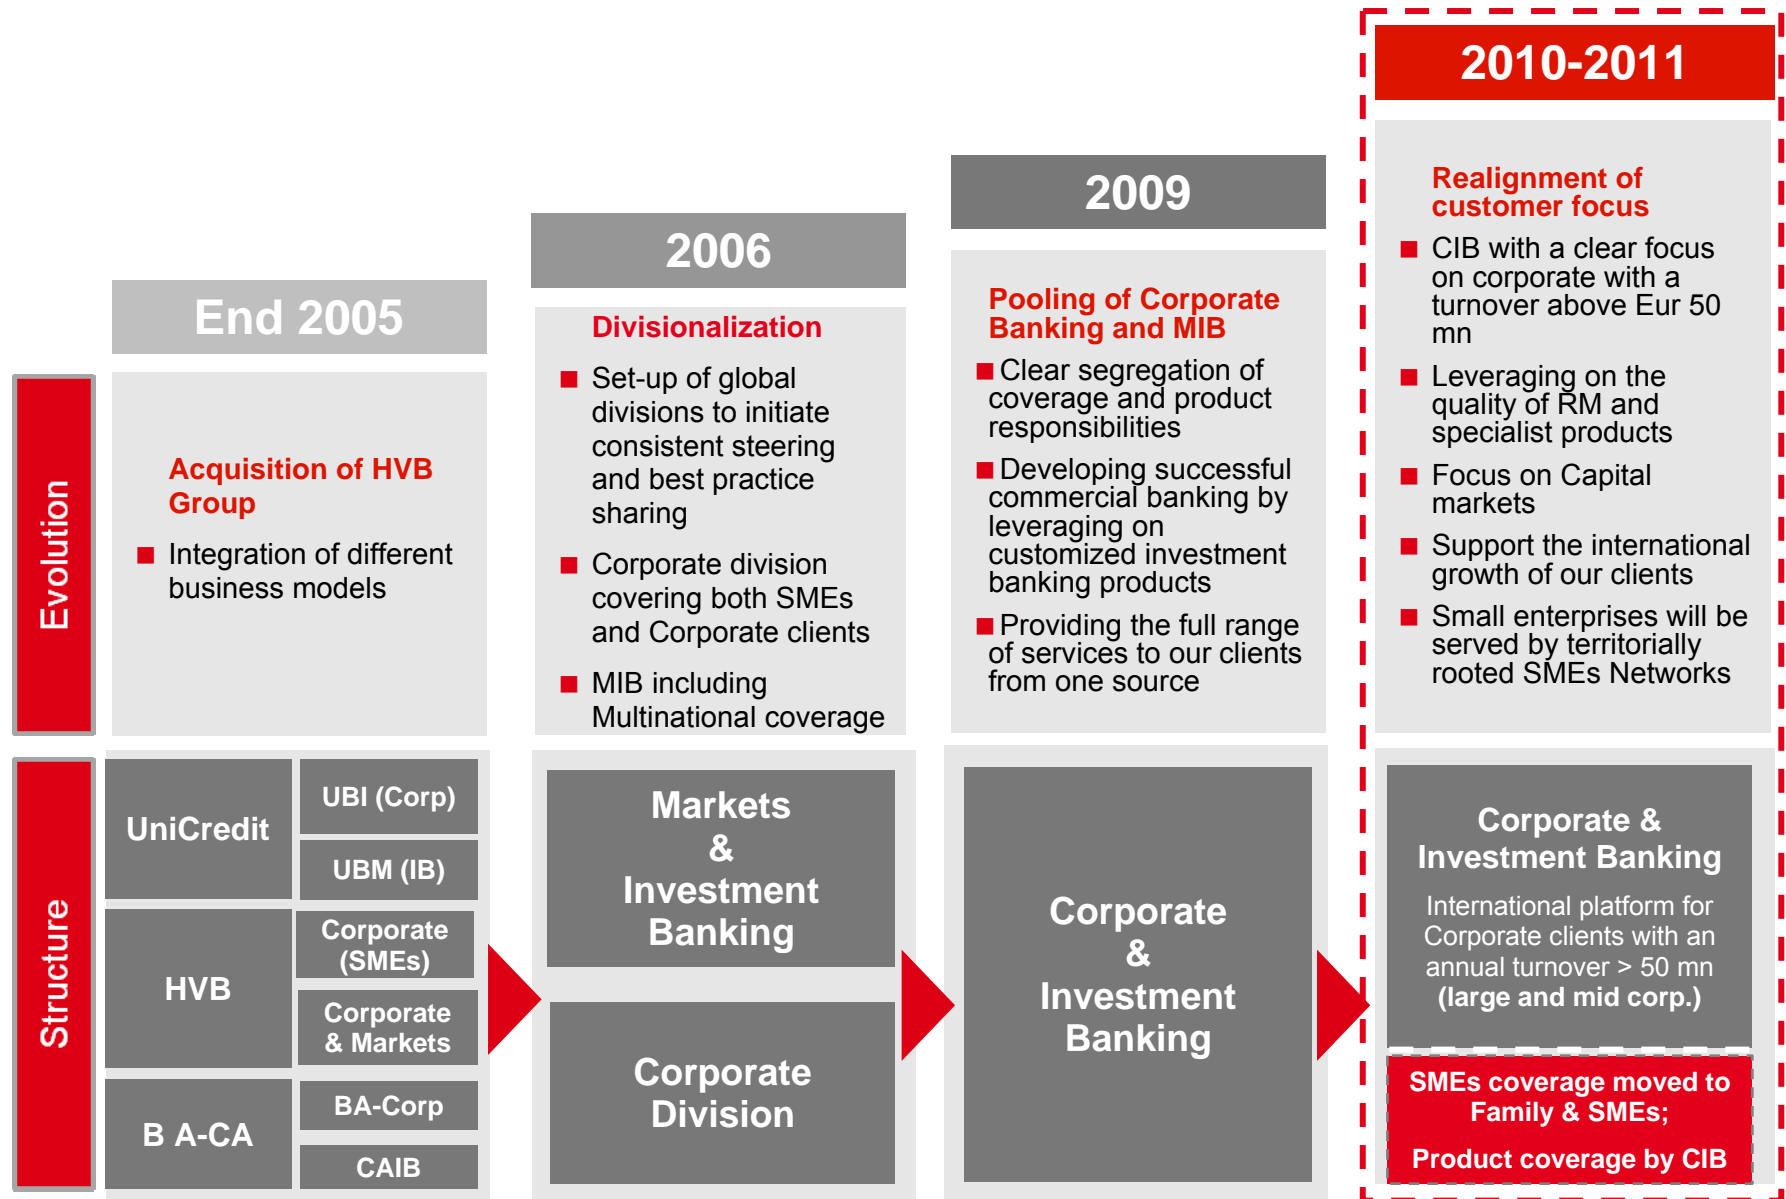 End 2005
Evolution
Acquisition of HVB
Group
Integration of different
business models
2006
Divisionalization
Set-up of global
divisions to initiate
consistent steering
and best practice
sharing
Corporate division
covering both SMEs
and Corporate clients
MIB including
Multinational coverage
2009
Pooling of Corporate
Banking and MIB
Clear segregation of
coverage and product
responsibilities
Developing successful
commercial banking by
leveraging on
customized investment
banking products
Providing the full range
of services to our clients
from one source
2010-2011
Realignment of
customer focus
CIB with a clear focus
on corporate with a
turnover above Eur 50
mn
Leveraging on the
quality of RM and
specialist products
Focus on Capital
markets
Support the international
growth of our clients
Small enterprises will be
served by territorially
rooted SMEs Networks
Structure
UniCredit
UBI (Corp)
UBM (IB)
HVB
Corporate
(SMEs)
Corporate
& Markets
B A-CA
BA-Corp
CAIB
Markets
&
Investment
Banking
Corporate
Division
Corporate
&
Investment
Banking
Corporate &
Investment Banking
International platform for
Corporate clients with an
annual turnover > 50 mn
(large and mid corp.)
SMEs coverage moved to
Family & SMEs;
Product coverage by CIB